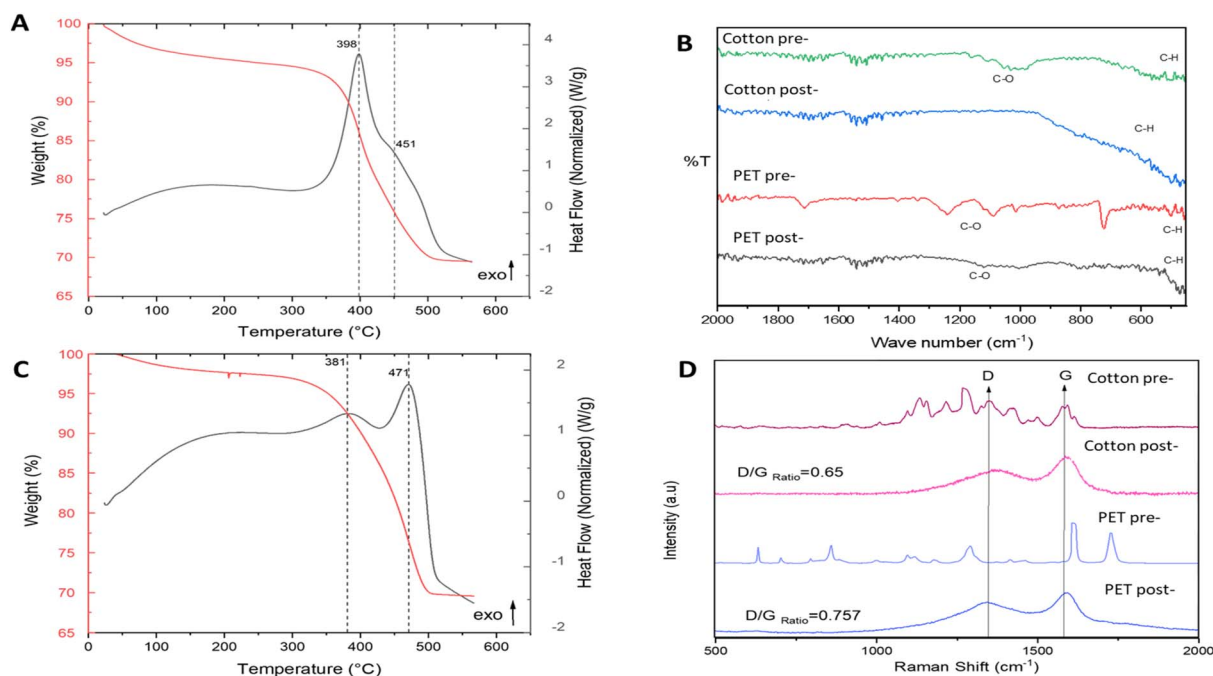 A
100
95
90
85
80
75
70
65
Weight (%)
398
451
4
3
2
1
0
-1
-2
Heat Flow (Normalized) (W/g)
exo
0 100 200 300 400 500 600
Temperature (°C)
B
Cotton pre-
C-O
C-H
Cotton post-
C-H
%T
PET pre-
C-O
C-H
PET post-
C-O
C-H
2000 1800 1600 1400 1200 1000 800 600
Wave number (cm-1)
C
100
95
90
85
80
75
70
65
Weight (%)
381
471
2
1
0
-1
-2
Heat Flow (Normalized) (W/g)
exo
0 100 200 300 400 500 600
Temperature (°C)
D
D
G
Cotton pre-
Cotton post-
D/G Ratio=0.65
PET pre-
PET post-
D/G Ratio=0.757
Intensity (a.u)
500 1000 1500 2000
Raman Shift (cm-1)